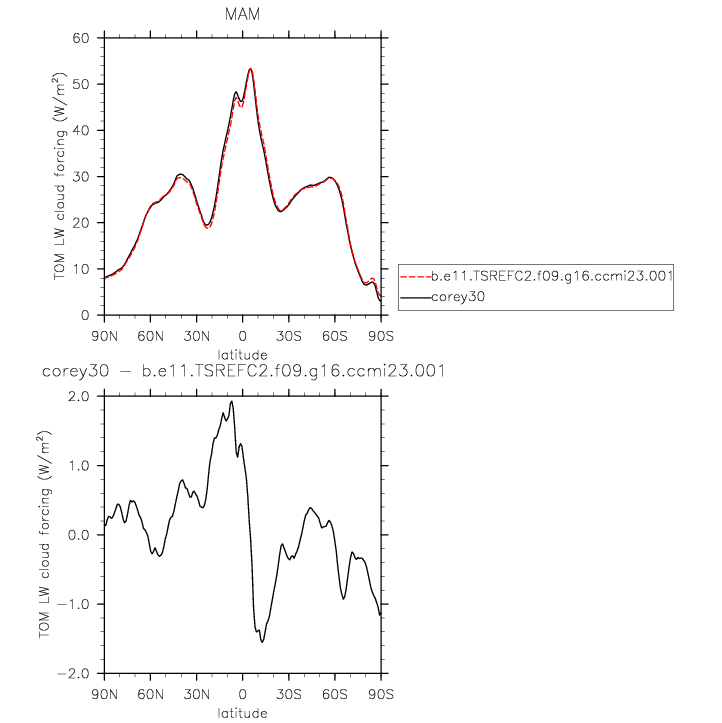 MAM
60
50
40
30
20
10
0
TOM LW cloud forcing (W/m²)
90N 60N 30N 0 30S 60S 90S
latitude
b.e11.TSREFC2.f09.g16.ccmi23.001
corey30
corey30 − b.e11.TSREFC2.f09.g16.ccmi23.001
2.0
1.0
0.0
−1.0
−2.0
TOM LW cloud forcing (W/m²)
90N 60N 30N 0 30S 60S 90S
latitude